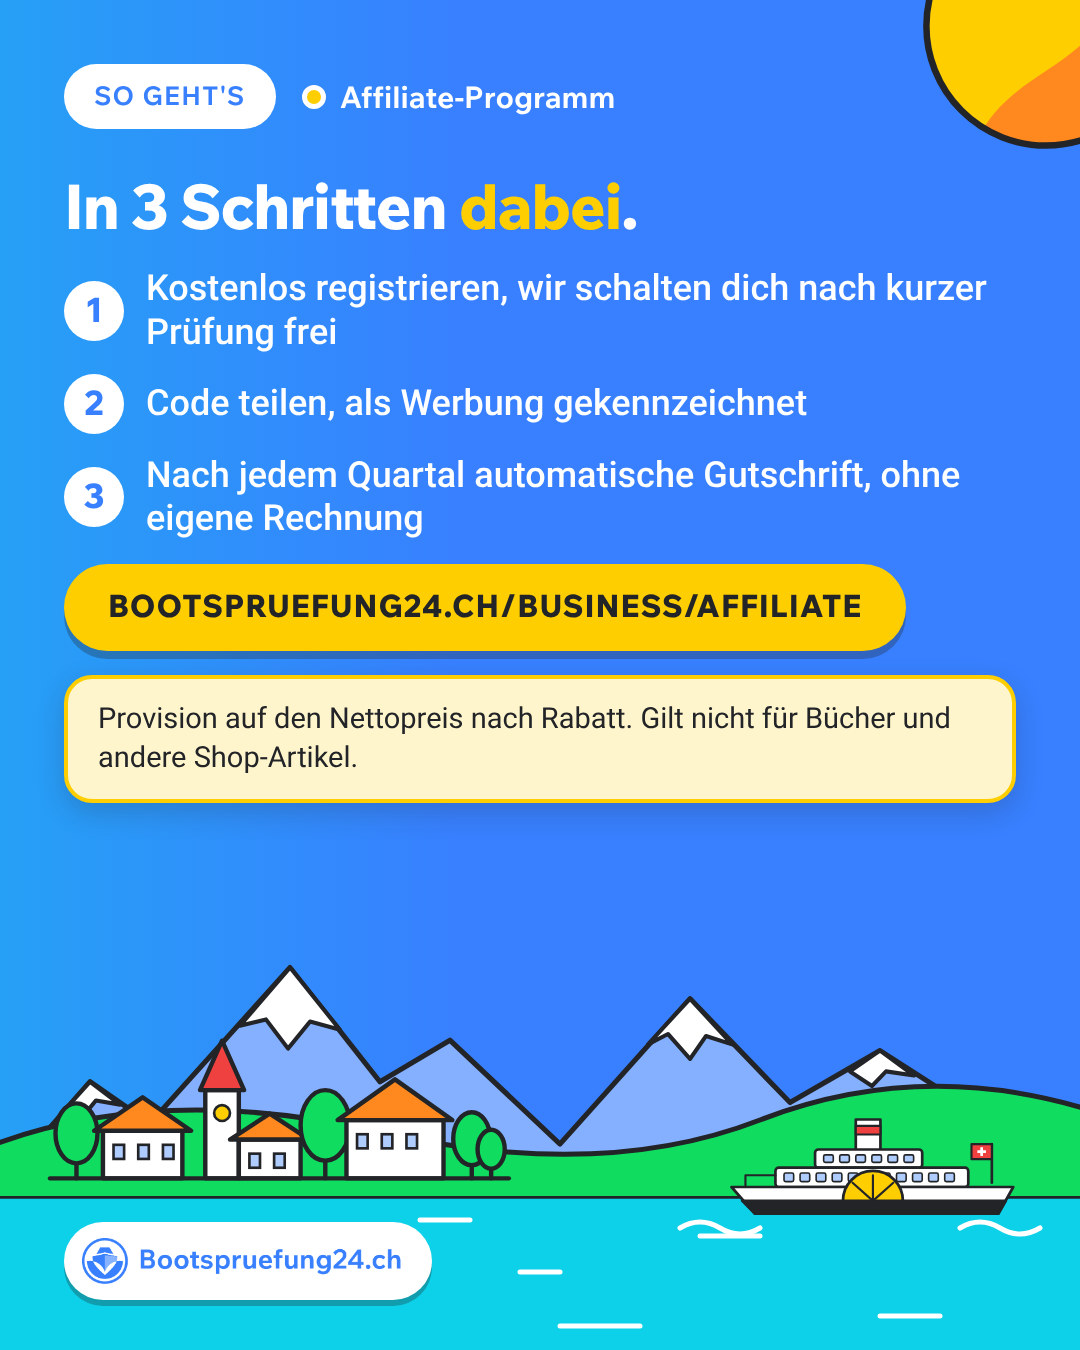 SO GEHT'S
Affiliate-Programm
In 3 Schritten dabei.
1
Kostenlos registrieren, wir schalten dich nach kurzer
Prüfung frei
2
Code teilen, als Werbung gekennzeichnet
3
Nach jedem Quartal automatische Gutschrift, ohne
eigene Rechnung
BOOTSPRUEFUNG24.CH/BUSINESS/AFFILIATE
Provision auf den Nettopreis nach Rabatt. Gilt nicht für Bücher und
andere Shop-Artikel.
Bootspruefung24.ch